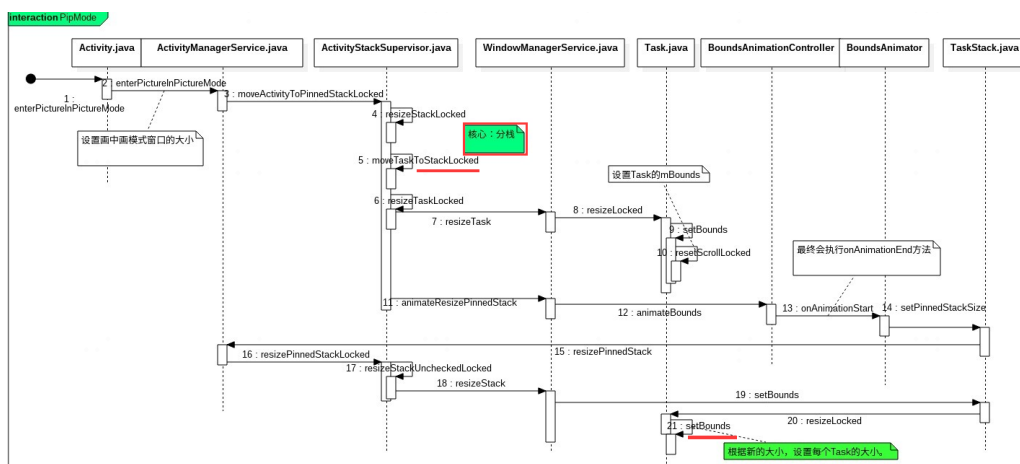 interaction PipMode
Activity.java
ActivityManagerService.java
ActivityStackSupervisor.java
WindowManagerService.java
Task.java
BoundsAnimationController
BoundsAnimator
TaskStack.java
1 :
enterPictureInPictureMode
2 : enterPictureInPictureMode
3 : moveActivityToPinnedStackLocked
4 : resizeStackLocked
设置画中画模式窗口的大小
核心：分栈
5 : moveTaskToStackLocked
设置Task的mBounds
6 : resizeTaskLocked
7 : resizeTask
8 : resizeLocked
9 : setBounds
10 : resetScrollLocked
最终会执行onAnimationEnd方法
11 : animateResizePinnedStack
12 : animateBounds
13 : onAnimationStart
14 : setPinnedStackSize
15 : resizePinnedStack
16 : resizePinnedStackLocked
17 : resizeStackUncheckedLocked
18 : resizeStack
19 : setBounds
20 : resizeLocked
21 : setBounds
根据新的大小，设置每个Task的大小。